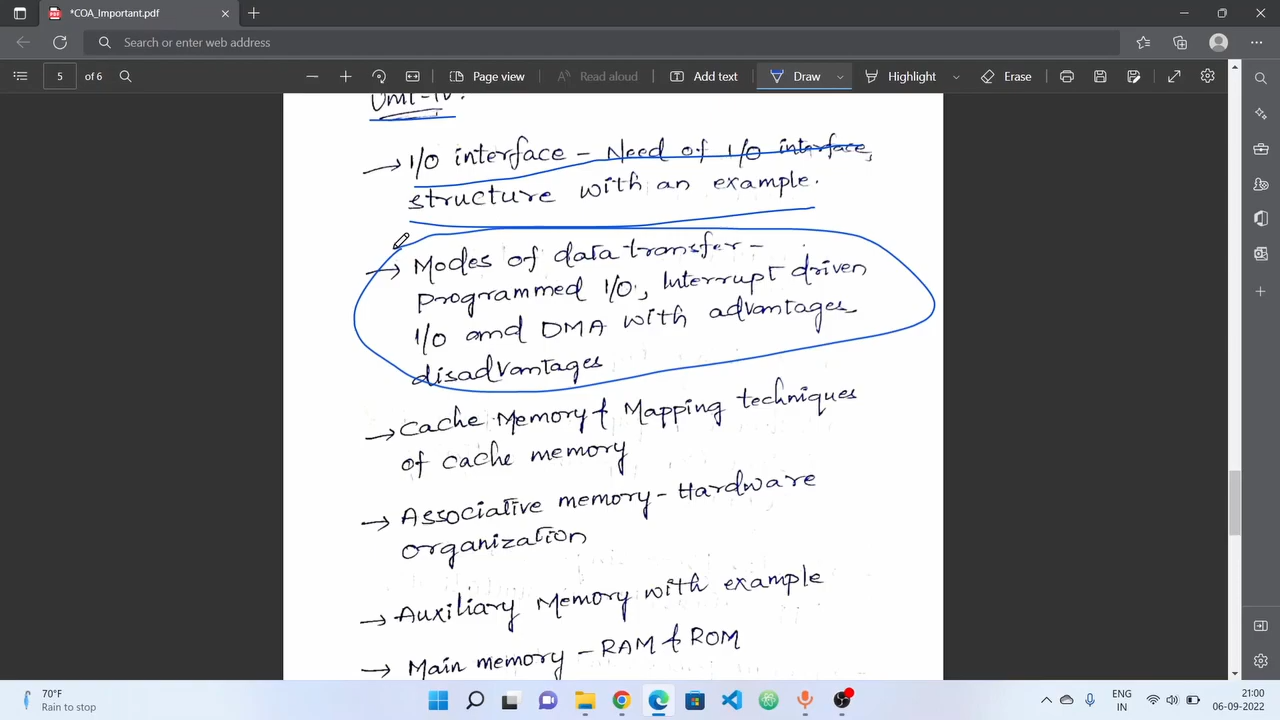 *COA_Important.pdf
Search or enter web address
5 of 6
Page view
Read aloud
Add text
Draw
Highlight
Erase
Unit-IV:
→ I/O interface - Need of I/O interface,
structure with an example.
→ Modes of data transfer -
programmed I/O, Interrupt driven
I/O and DMA with advantages
disadvantages
→ Cache Memory & Mapping techniques
of cache memory
→ Associative memory - Hardware
organization
→ Auxiliary Memory with example
→ Main memory - RAM & ROM
70°F
Rain to stop
ENG
IN
21:00
06-09-2022